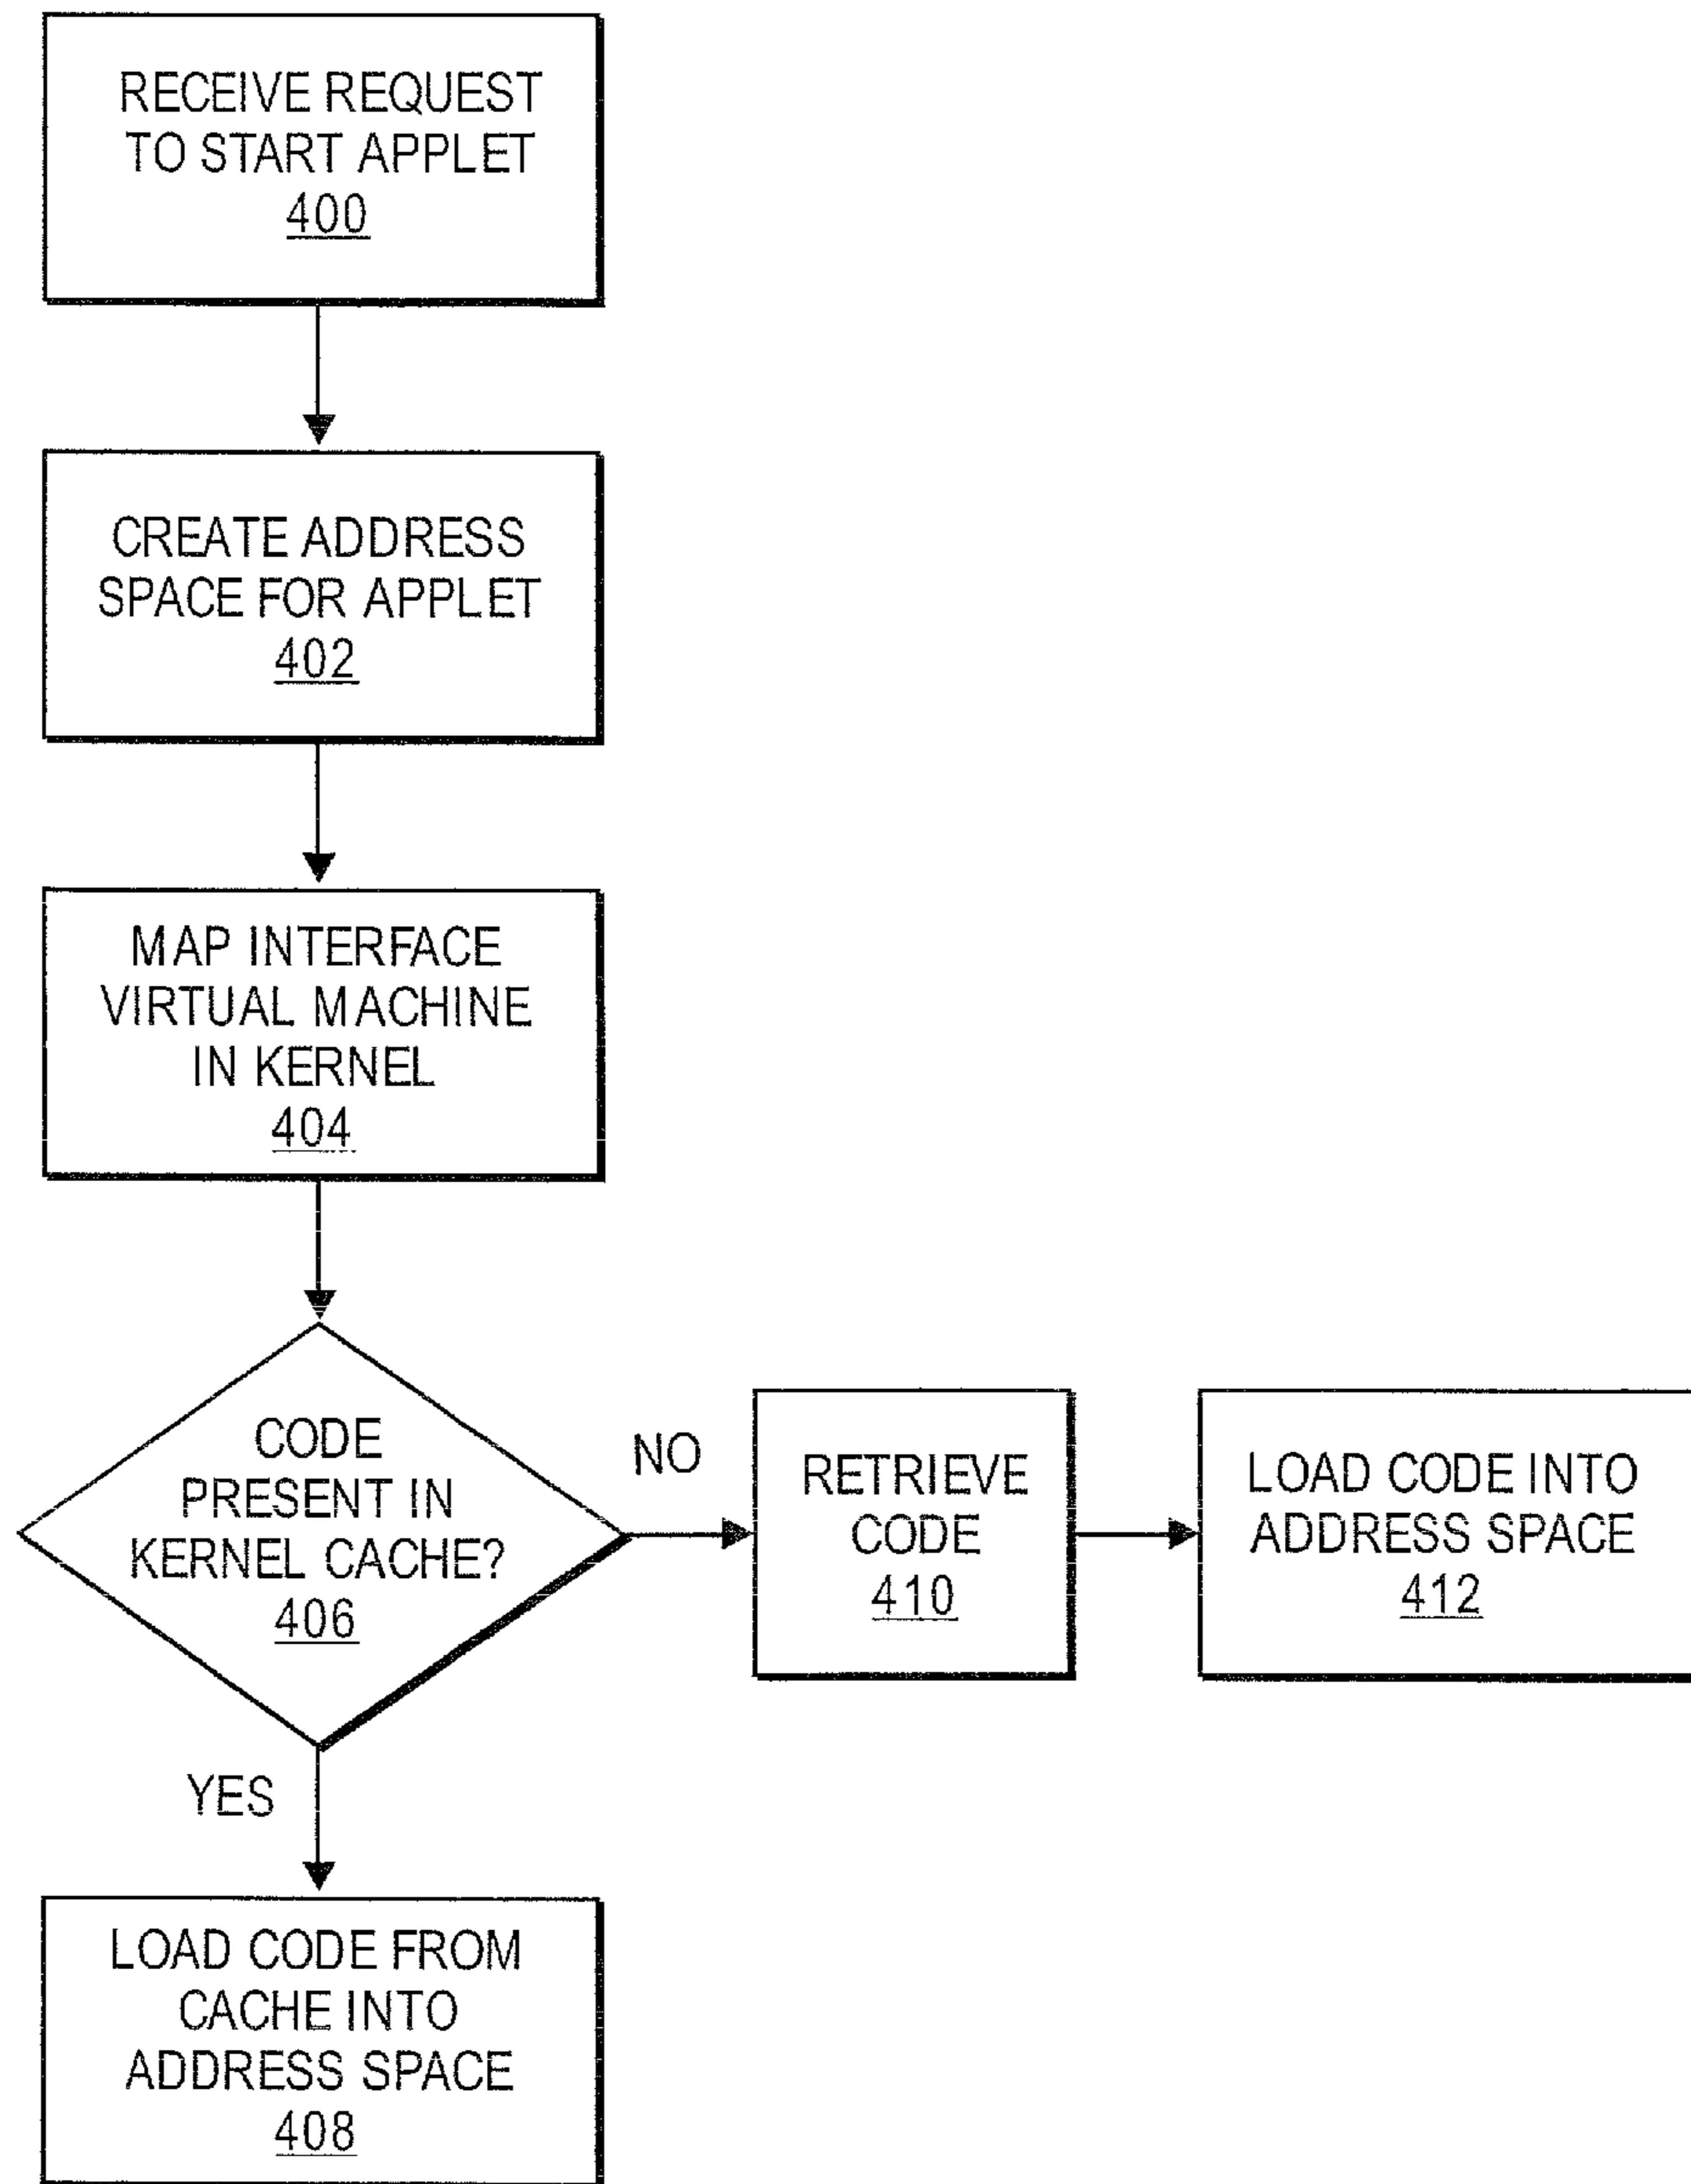 RECEIVE REQUEST
TO START APPLET
400
CREATE ADDRESS
SPACE FOR APPLET
402
MAP INTERFACE
VIRTUAL MACHINE
IN KERNEL
404
CODE
PRESENT IN
KERNEL CACHE?
406
NO
RETRIEVE
CODE
410
LOAD CODE INTO
ADDRESS SPACE
412
YES
LOAD CODE FROM
CACHE INTO
ADDRESS SPACE
408